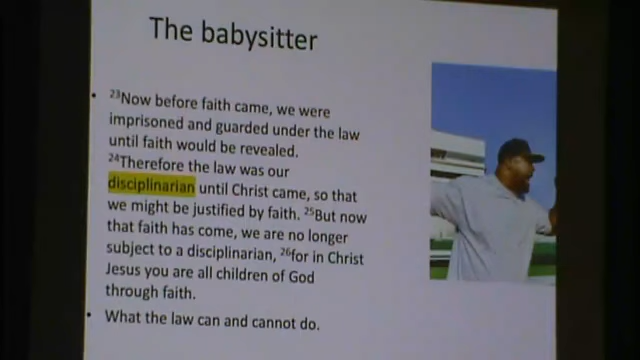 The babysitter
• ²³Now before faith came, we were
imprisoned and guarded under the law
until faith would be revealed.
²⁴Therefore the law was our
disciplinarian until Christ came, so that
we might be justified by faith. ²⁵But now
that faith has come, we are no longer
subject to a disciplinarian, ²⁶for in Christ
Jesus you are all children of God
through faith.
• What the law can and cannot do.